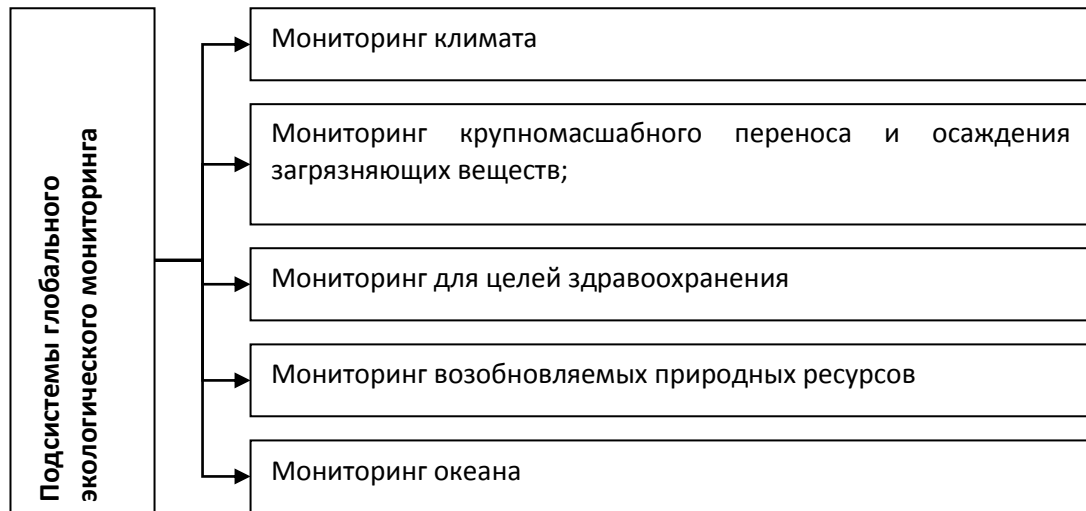 Подсистемы глобального
экологического мониторинга
Мониторинг климата
Мониторинг крупномасшабного переноса и осаждения
загрязняющих веществ;
Мониторинг для целей здравоохранения
Мониторинг возобновляемых природных ресурсов
Мониторинг океана